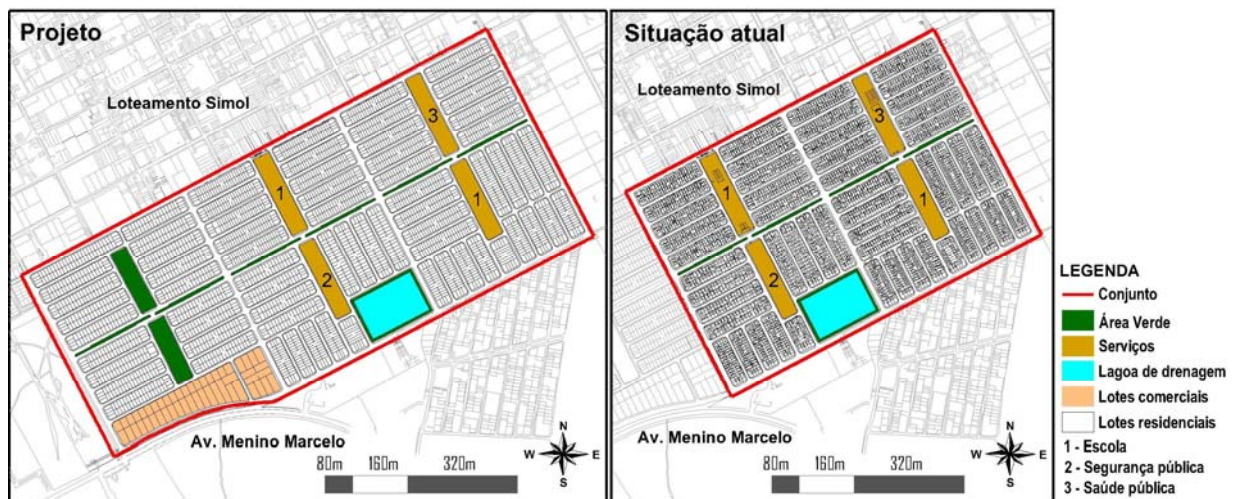 Projeto
Loteamento Simol
3
1
1
2
Av. Menino Marcelo
80m 160m 320m
N
W E
S
Situação atual
Loteamento Simol
3
1
1
2
Av. Menino Marcelo
80m 160m 320m
N
W E
S
LEGENDA
Conjunto
Área Verde
Serviços
Lagoa de drenagem
Lotes comerciais
Lotes residenciais
1 - Escola
2 - Segurança pública
3 - Saúde pública